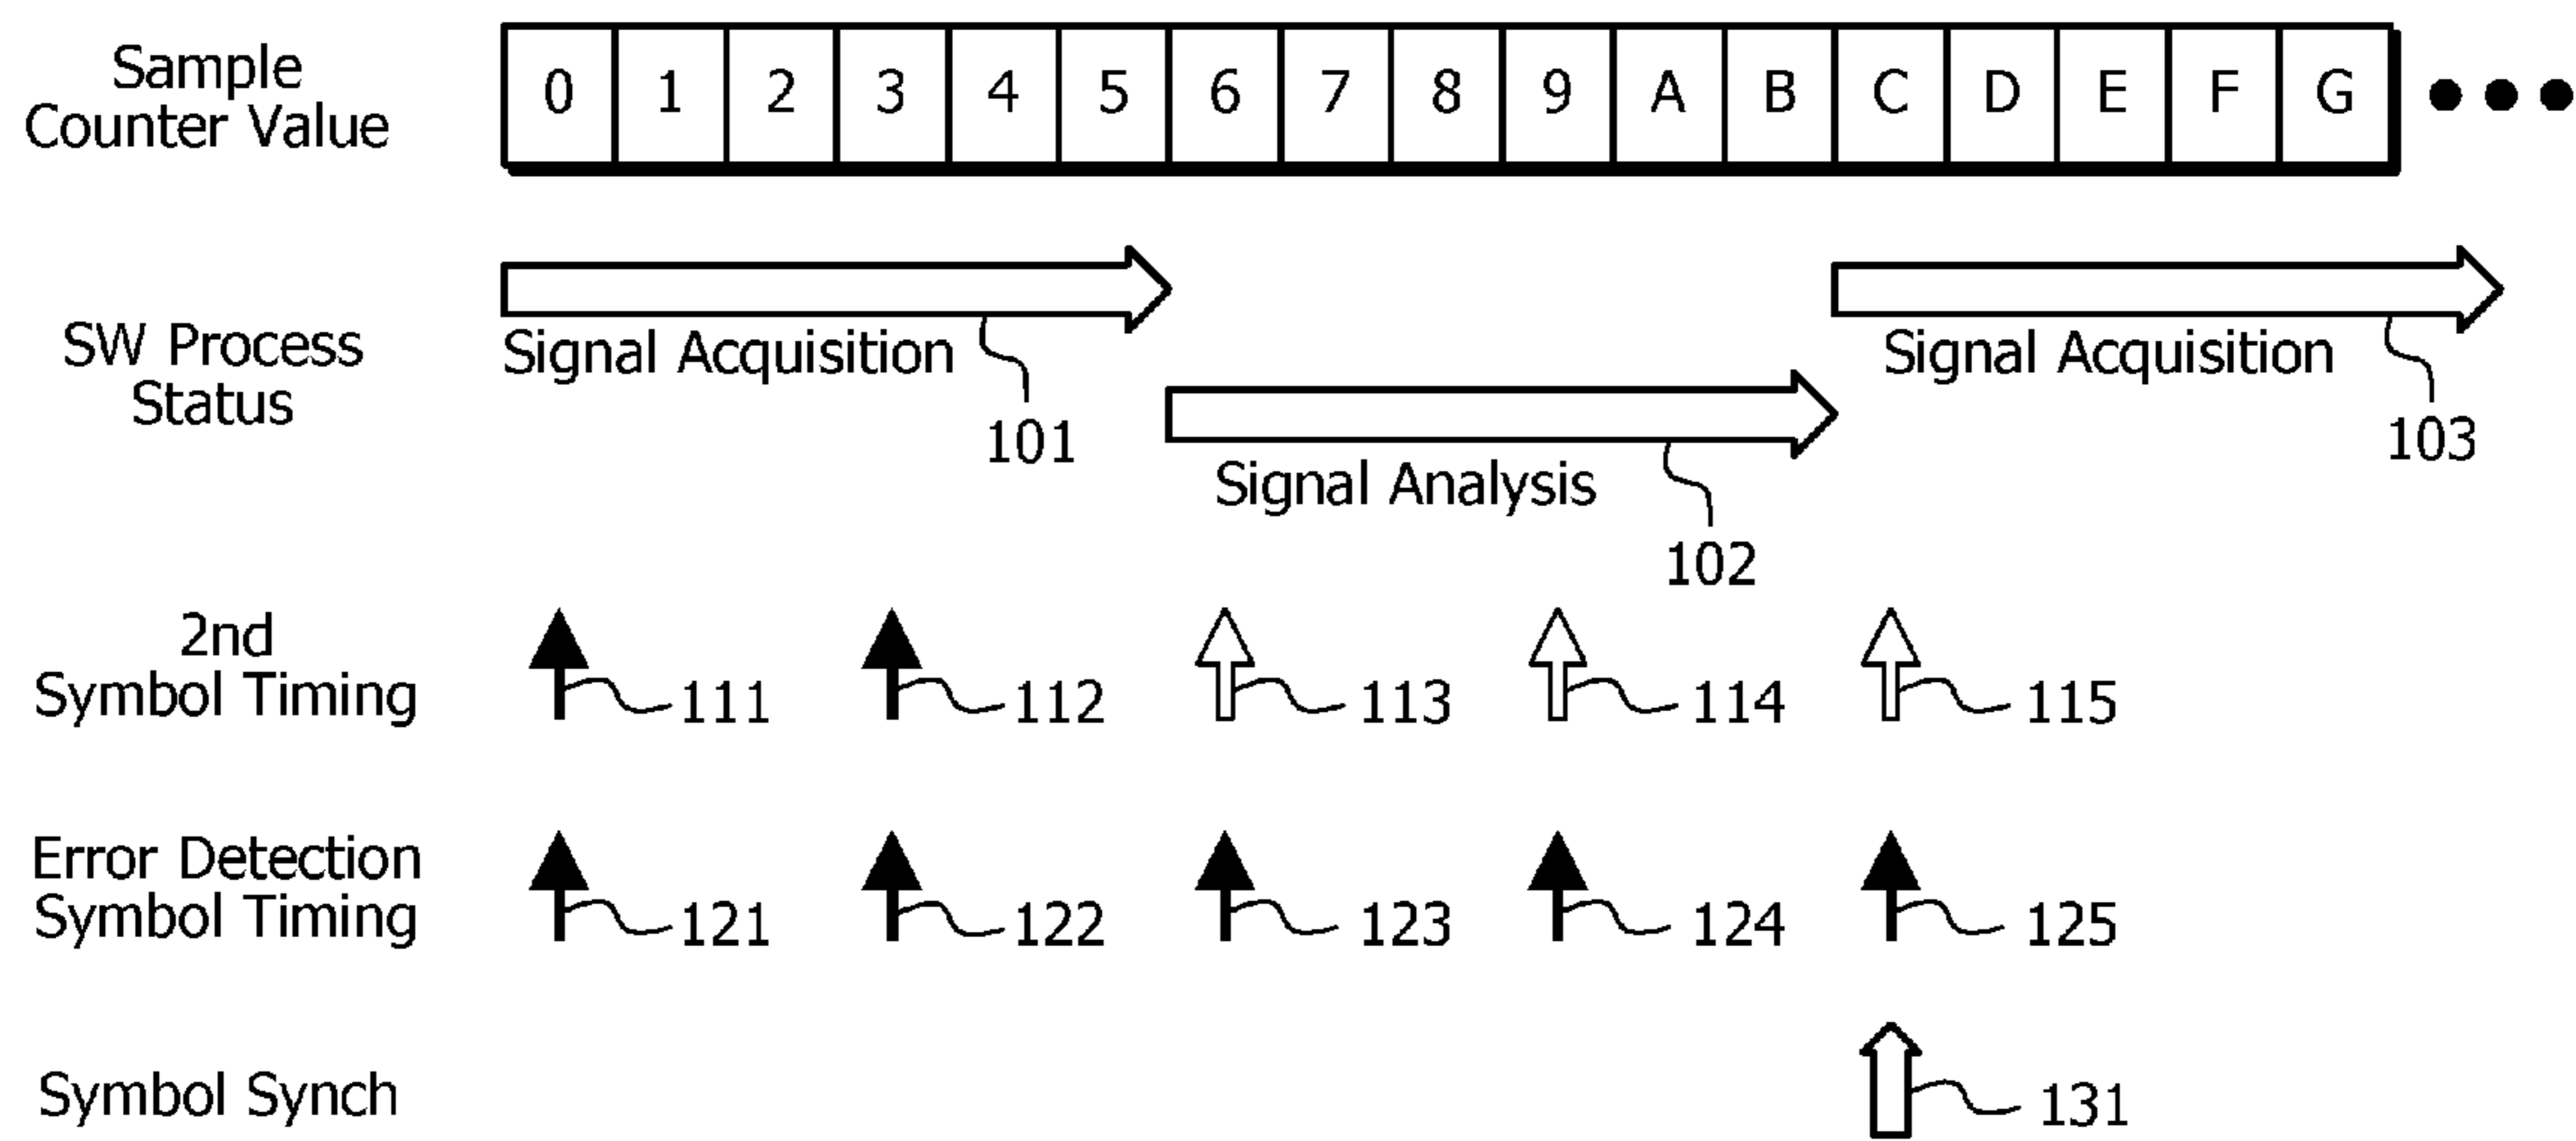 Sample
Counter Value
0 1 2 3 4 5 6 7 8 9 A B C D E F G
SW Process
Status
Signal Acquisition
101
Signal Analysis
102
Signal Acquisition
103
2nd
Symbol Timing
111 112 113 114 115
Error Detection
Symbol Timing
121 122 123 124 125
Symbol Synch
131